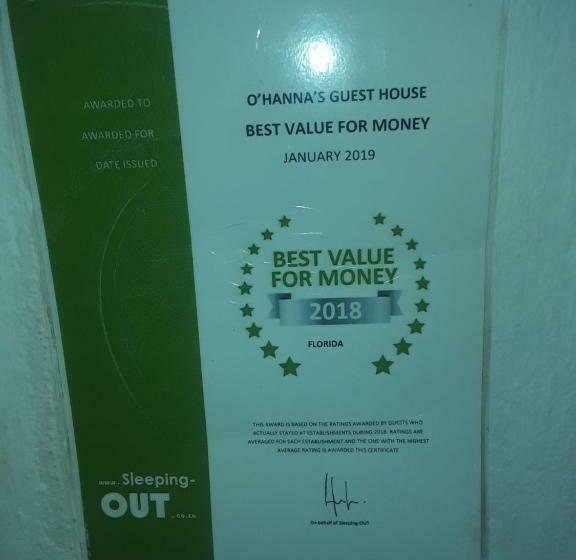 AWARDED TO
O'HANNA'S GUEST HOUSE
AWARDED FOR
BEST VALUE FOR MONEY
DATE ISSUED
JANUARY 2019
BEST VALUE
FOR MONEY
2018
FLORIDA
THIS AWARD IS BASED ON THE RATINGS AWARDED BY GUESTS WHO
ACTUALLY STAYED AT ESTABLISHMENTS DURING 2018. RATINGS ARE
AVERAGED FOR EACH ESTABLISHMENT AND THE ONE WITH THE HIGHEST
AVERAGE RATING IS AWARDED THIS CERTIFICATE
www.Sleeping-
OUT.co.za
On behalf of Sleeping-OUT